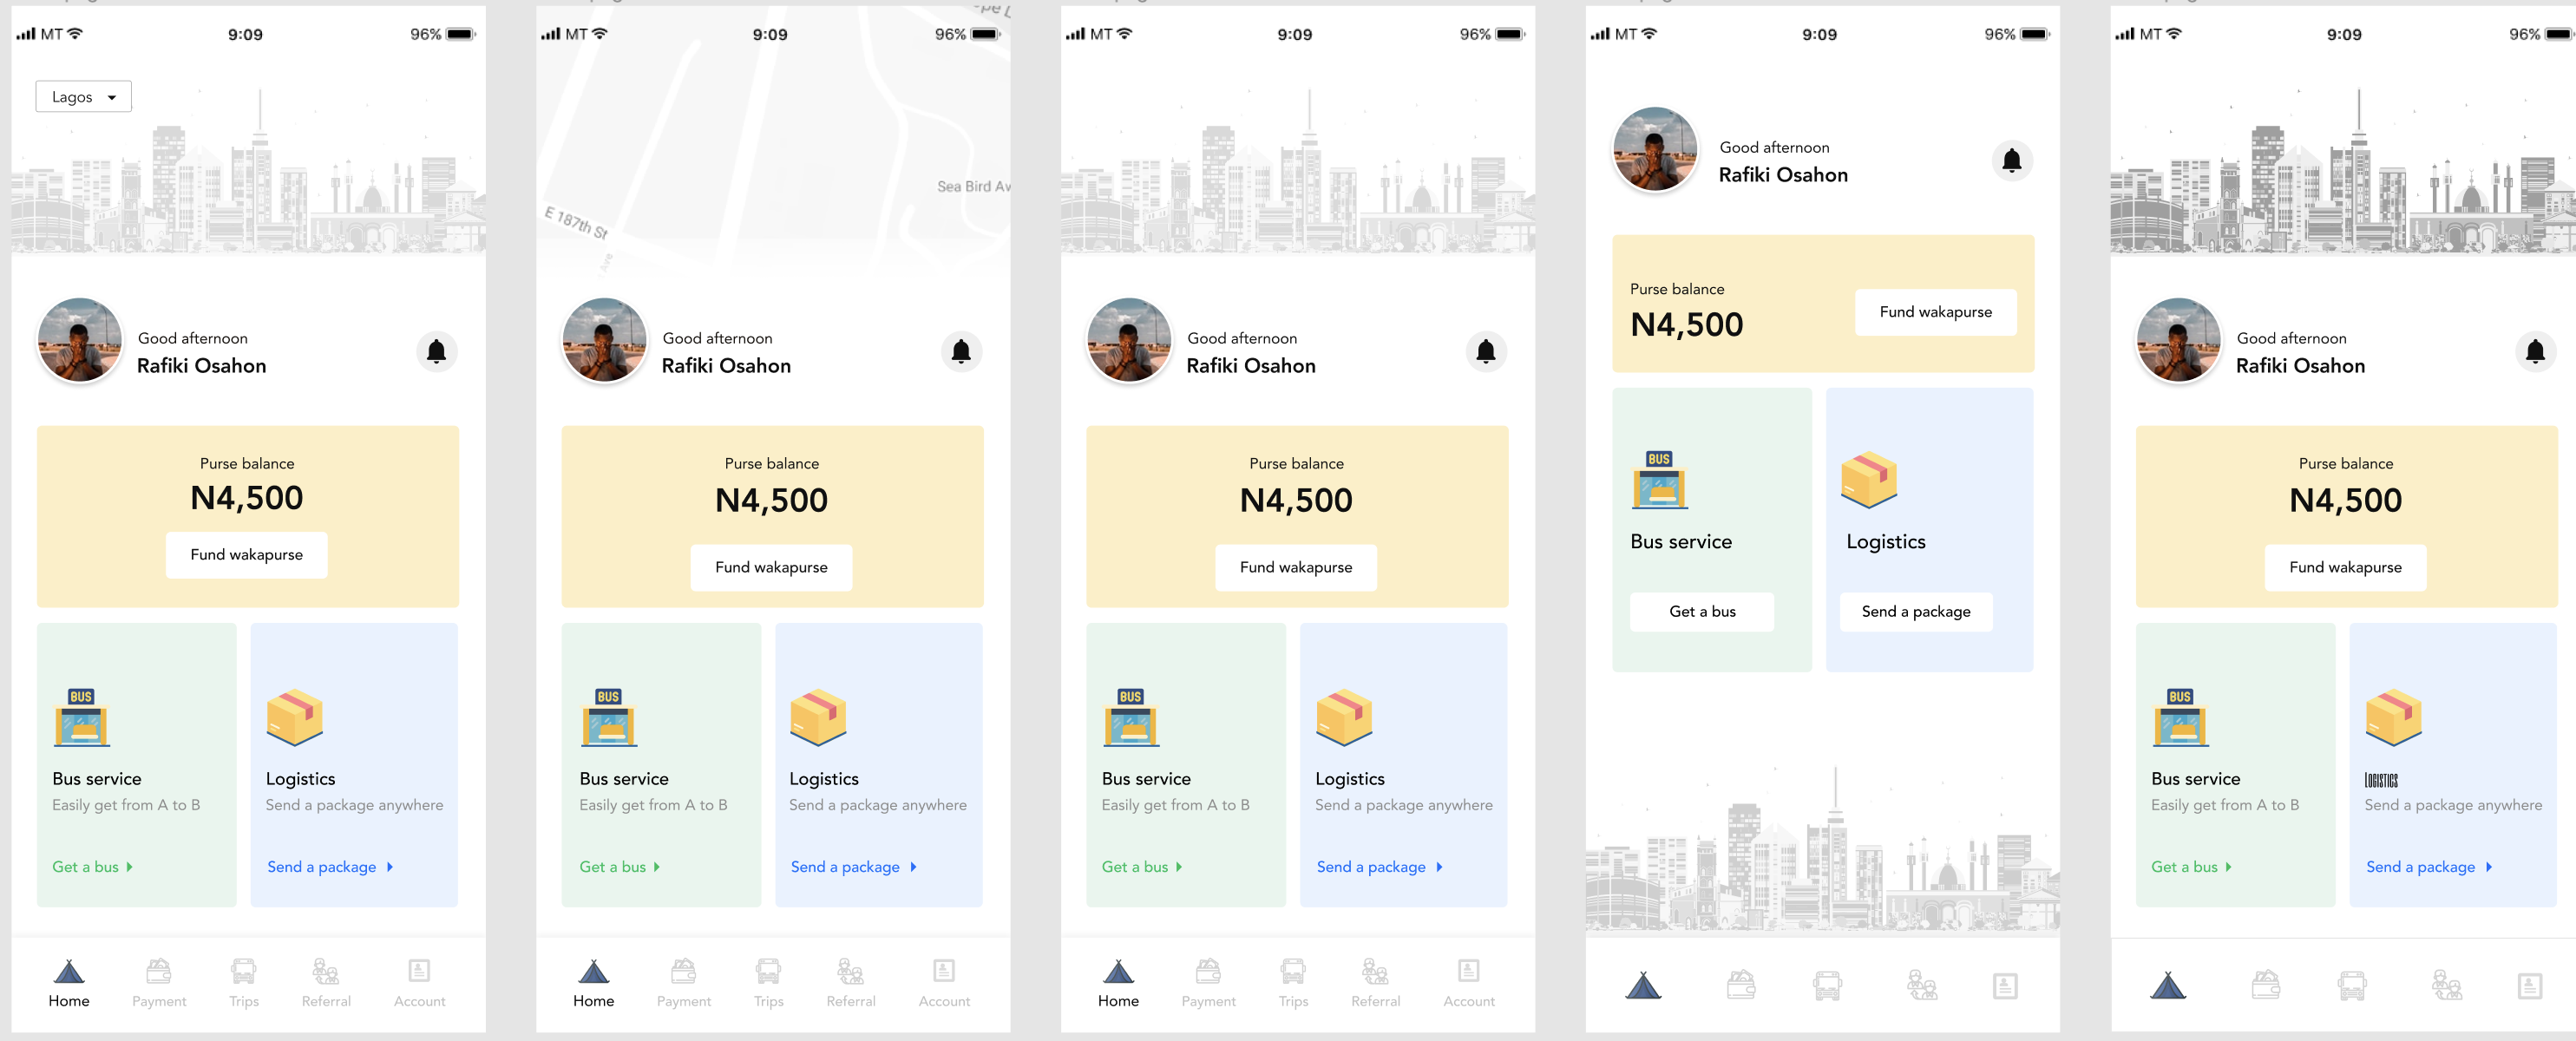 MT 9:09 96%
Lagos
Good afternoon
Rafiki Osahon
Purse balance
N4,500
Fund wakapurse
BUS
Bus service
Easily get from A to B
Get a bus
Logistics
Send a package anywhere
Send a package
Home Payment Trips Referral Account
MT 9:09 96%
Sea Bird Av
E 187th St
Ave
Good afternoon
Rafiki Osahon
Purse balance
N4,500
Fund wakapurse
BUS
Bus service
Easily get from A to B
Get a bus
Logistics
Send a package anywhere
Send a package
Home Payment Trips Referral Account
MT 9:09 96%
Good afternoon
Rafiki Osahon
Purse balance
N4,500
Fund wakapurse
BUS
Bus service
Easily get from A to B
Get a bus
Logistics
Send a package anywhere
Send a package
Home Payment Trips Referral Account
MT 9:09 96%
Good afternoon
Rafiki Osahon
Purse balance
N4,500
Fund wakapurse
BUS
Bus service
Get a bus
Logistics
Send a package
MT 9:09 96%
Good afternoon
Rafiki Osahon
Purse balance
N4,500
Fund wakapurse
BUS
Bus service
Easily get from A to B
Get a bus
Logistics
Send a package anywhere
Send a package